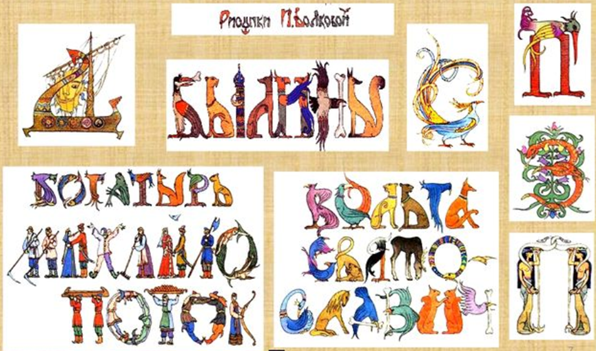 Рисунки П.Волковой
БЫЛИНЫ
П
БОГАТЫРЬ
МИХАЙЛО
ПОТОК
ВОЛЬГА
СВЯТО-
СЛАВИЧ
П